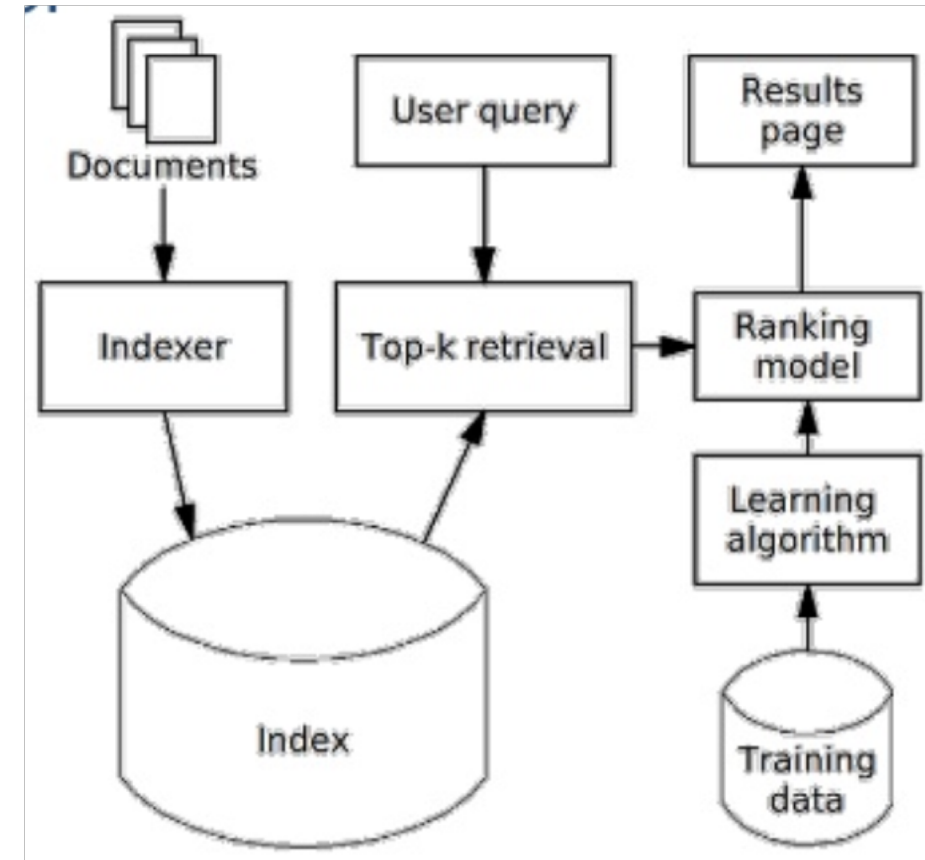 User query
Results
page
Documents
Indexer
Top-k retrieval
Ranking
model
Learning
algorithm
Index
Training
data